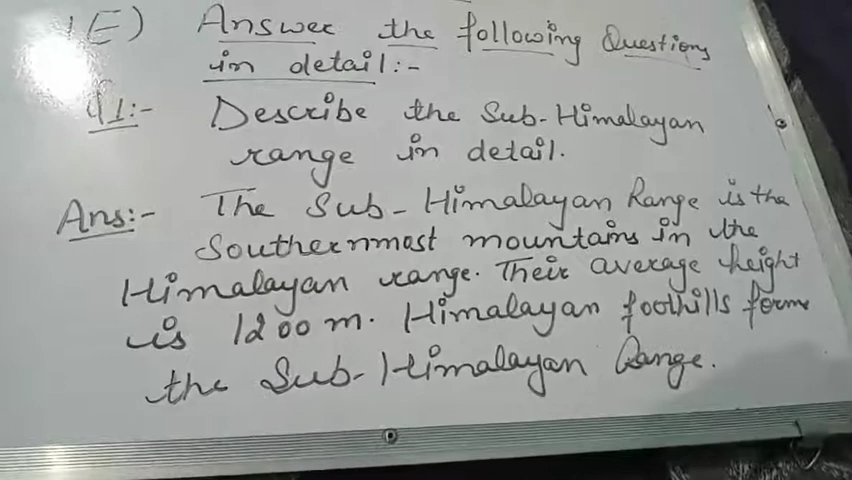 E) Answer the following Questions
in detail:-
Q1:- Describe the Sub-Himalayan
range in detail.
Ans:- The Sub-Himalayan Range is the
Southernmost mountains in the
Himalayan range. Their average height
is 1200 m. Himalayan foothills form
the Sub-Himalayan Range.